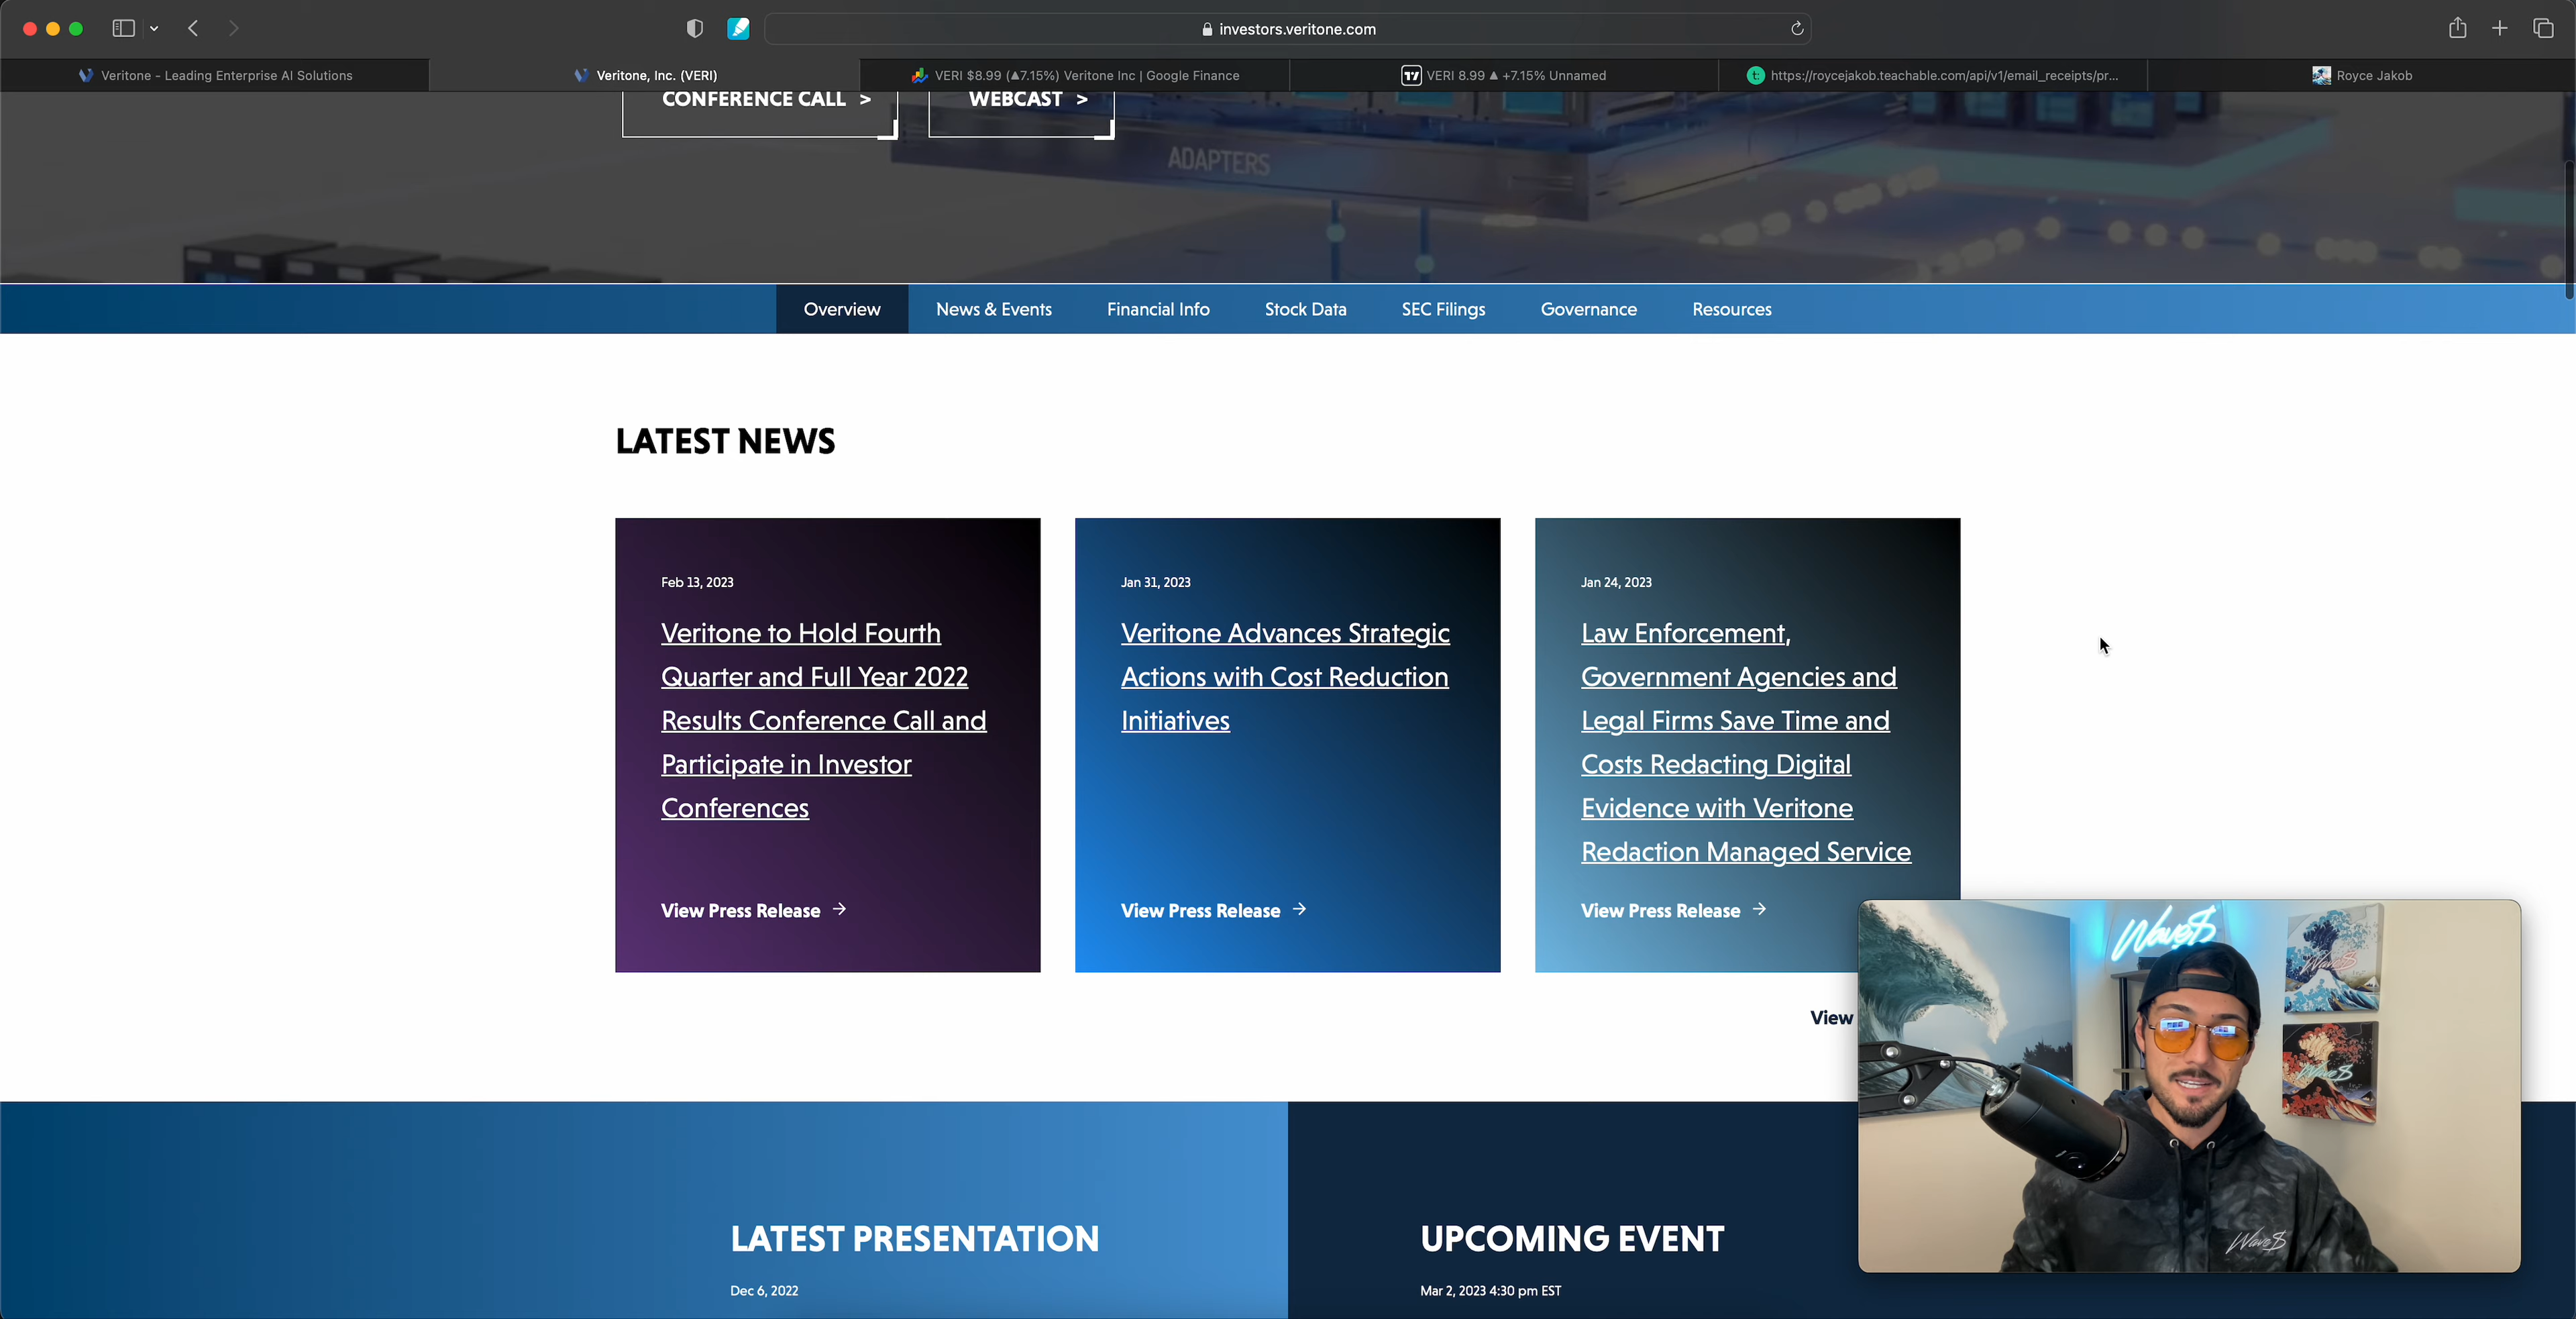 investors.veritone.com
Veritone - Leading Enterprise AI Solutions
Veritone, Inc. (VERI)
VERI $8.99 (▲7.15%) Veritone Inc | Google Finance
VERI 8.99 ▲ +7.15% Unnamed
https://roycejakob.teachable.com/api/v1/email_receipts/pr...
Royce Jakob
CONFERENCE CALL >
WEBCAST >
ADAPTERS
Overview
News & Events
Financial Info
Stock Data
SEC Filings
Governance
Resources
LATEST NEWS
Feb 13, 2023
Veritone to Hold Fourth
Quarter and Full Year 2022
Results Conference Call and
Participate in Investor
Conferences
View Press Release →
Jan 31, 2023
Veritone Advances Strategic
Actions with Cost Reduction
Initiatives
View Press Release →
Jan 24, 2023
Law Enforcement,
Government Agencies and
Legal Firms Save Time and
Costs Redacting Digital
Evidence with Veritone
Redaction Managed Service
View Press Release →
View
Wave$
Wave$
Wave$
Wave$
LATEST PRESENTATION
Dec 6, 2022
UPCOMING EVENT
Mar 2, 2023 4:30 pm EST